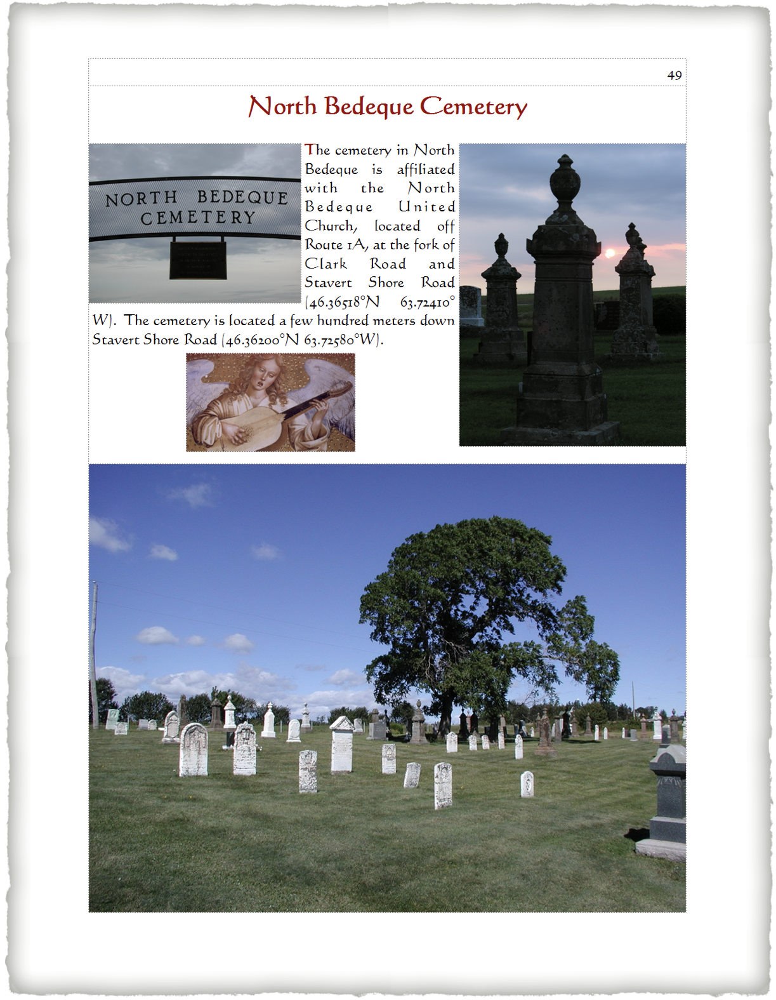 49
North Bedeque Cemetery
NORTH BEDEQUE
CEMETERY
The cemetery in North
Bedeque is affiliated
with the North
Bedeque United
Church, located off
Route 1A, at the fork of
Clark Road and
Stavert Shore Road
(46.36518°N 63.72410°
W). The cemetery is located a few hundred meters down
Stavert Shore Road (46.36200°N 63.72580°W).